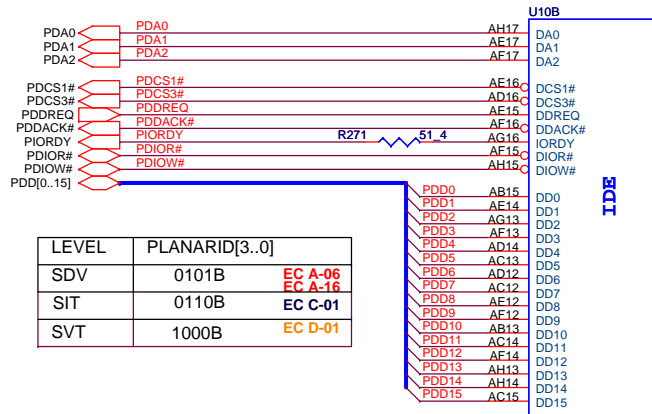 U10B
PDA0 PDA0 AH17 DA0
PDA1 PDA1 AE17 DA1
PDA2 PDA2 AF17 DA2
PDCS1# PDCS1# AE16 DCS1#
PDCS3# PDCS3# AD16 DCS3#
PDDREQ PDDREQ AE15 DDREQ
PDDACK# PDDACK# AF16 DDACK#
PIORDY PIORDY R271 51_4 AG16 IORDY
PDIOR# PDIOR# AF15 DIOR#
PDIOW# PDIOW# AH15 DIOW#
PDD[0..15]
IDE
PDD0 AB15 DD0
PDD1 AE14 DD1
PDD2 AG13 DD2
PDD3 AF13 DD3
PDD4 AD14 DD4
PDD5 AC13 DD5
PDD6 AD12 DD6
PDD7 AC12 DD7
PDD8 AE12 DD8
PDD9 AF12 DD9
PDD10 AB13 DD10
PDD11 AC14 DD11
PDD12 AF14 DD12
PDD13 AH13 DD13
PDD14 AH14 DD14
PDD15 AC15 DD15
LEVEL PLANARID[3..0]
SDV 0101B EC A-06
EC A-16
SIT 0110B EC C-01
SVT 1000B EC D-01